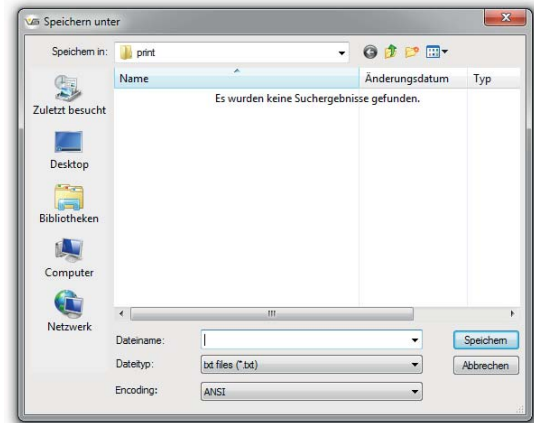 Speichern unter
Speichern in: print
Name Änderungsdatum Typ
Es wurden keine Suchergebnisse gefunden.
Zuletzt besucht
Desktop
Bibliotheken
Computer
Netzwerk
Dateiname: Speichern
Dateityp: txt files (*.txt) Abbrechen
Encoding: ANSI